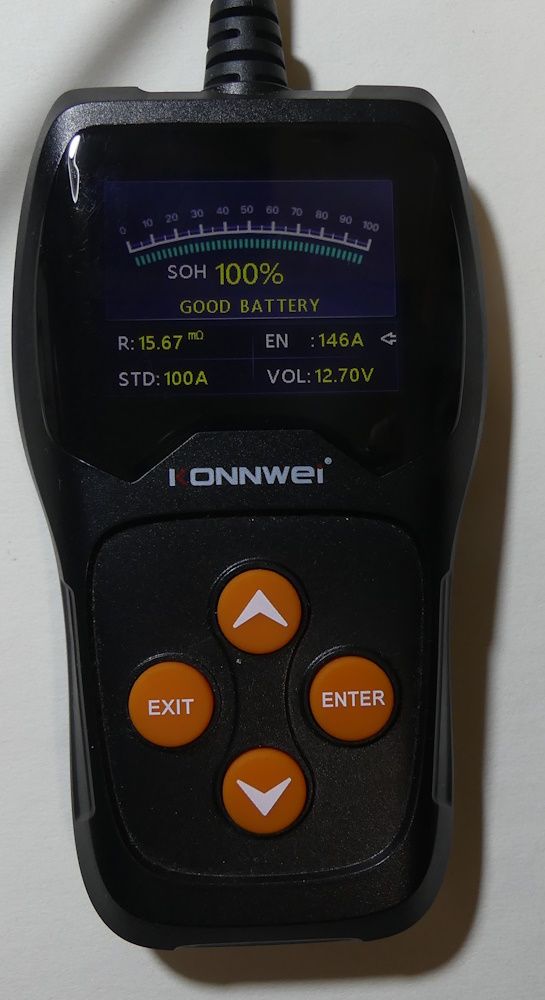 0 10 20 30 40 50 60 70 80 90 100
SOH 100%
GOOD BATTERY
R: 15.67 mΩ EN : 146A
STD: 100A VOL: 12.70V
KONNWEI®
EXIT ENTER